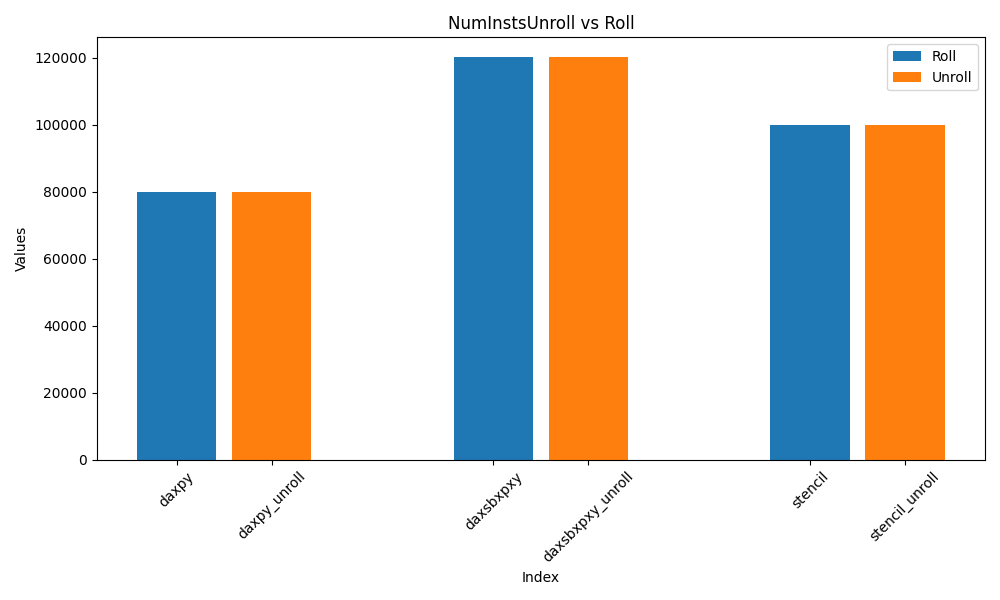 NumInstsUnroll vs Roll
Roll
Unroll
Values
120000
100000
80000
60000
40000
20000
0
daxpy
daxpy_unroll
daxsbxpxy
daxsbxpxy_unroll
stencil
stencil_unroll
Index